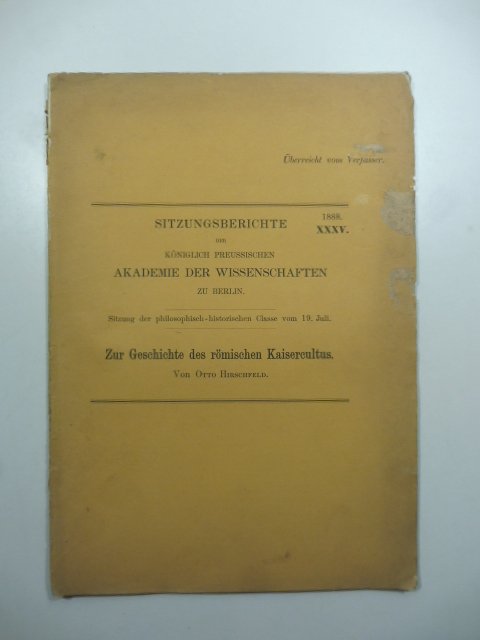 Überreicht vom Verfasser.
SITZUNGSBERICHTE
1888.
XXXV.
DER
KÖNIGLICH PREUSSISCHEN
AKADEMIE DER WISSENSCHAFTEN
ZU BERLIN.
Sitzung der philosophisch-historischen Classe vom 19. Juli.
Zur Geschichte des römischen Kaisercultus.
VON OTTO HIRSCHFELD.